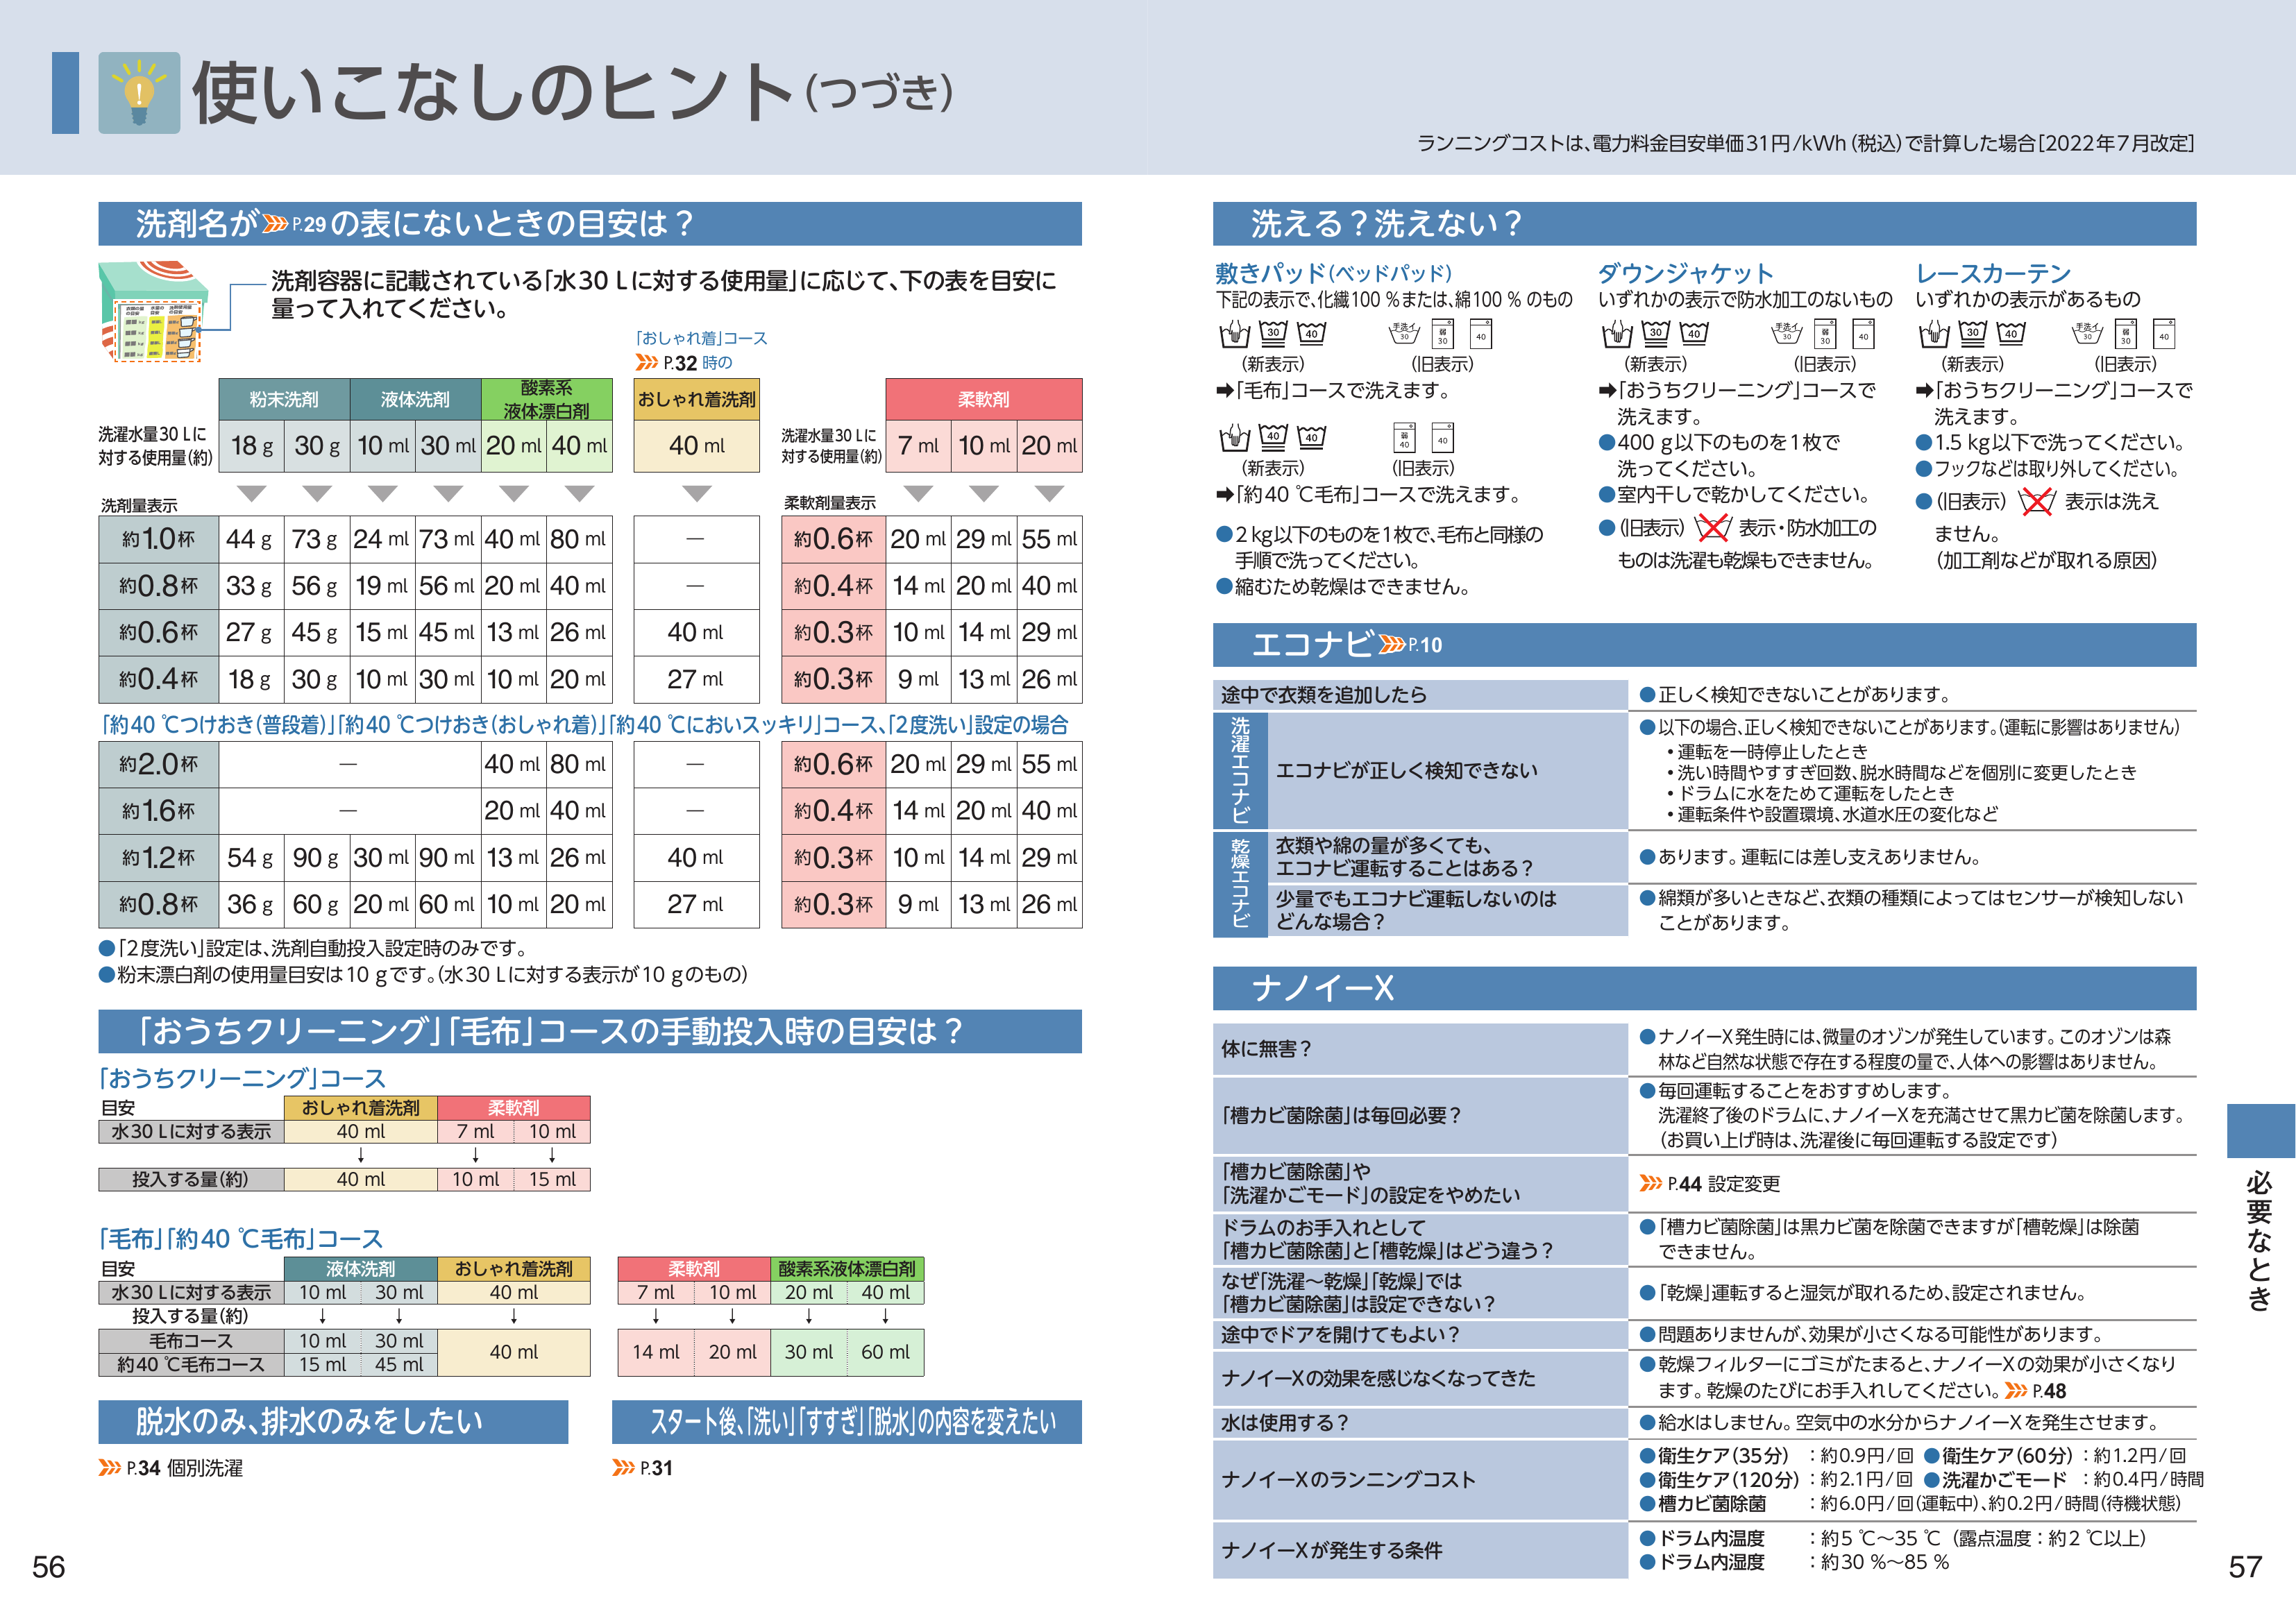 使いこなしのヒント(つづき)
ランニングコストは、電力料金目安単価31円/kWh(税込)で計算した場合[2022年7月改定]
洗剤名が P.29の表にないときの目安は?
洗剤容器に記載されている「水30 Lに対する使用量」に応じて、下の表を目安に
量って入れてください。
「おしゃれ着」コース
P.32 時の
粉末洗剤 液体洗剤 酸素系液体漂白剤 おしゃれ着洗剤 柔軟剤
洗濯水量30 Lに
対する使用量(約)
18 g 30 g 10 ml 30 ml 20 ml 40 ml 40 ml
洗濯水量30 Lに
対する使用量(約)
7 ml 10 ml 20 ml
洗剤量表示 柔軟剤量表示
約1.0杯 44 g 73 g 24 ml 73 ml 40 ml 80 ml — 約0.6杯 20 ml 29 ml 55 ml
約0.8杯 33 g 56 g 19 ml 56 ml 20 ml 40 ml — 約0.4杯 14 ml 20 ml 40 ml
約0.6杯 27 g 45 g 15 ml 45 ml 13 ml 26 ml 40 ml 約0.3杯 10 ml 14 ml 29 ml
約0.4杯 18 g 30 g 10 ml 30 ml 10 ml 20 ml 27 ml 約0.3杯 9 ml 13 ml 26 ml
「約40 ℃つけおき(普段着)」「約40 ℃つけおき(おしゃれ着)」「約40 ℃においスッキリ」コース、「2度洗い」設定の場合
約2.0杯 — 40 ml 80 ml — 約0.6杯 20 ml 29 ml 55 ml
約1.6杯 — 20 ml 40 ml — 約0.4杯 14 ml 20 ml 40 ml
約1.2杯 54 g 90 g 30 ml 90 ml 13 ml 26 ml 40 ml 約0.3杯 10 ml 14 ml 29 ml
約0.8杯 36 g 60 g 20 ml 60 ml 10 ml 20 ml 27 ml 約0.3杯 9 ml 13 ml 26 ml
●「2度洗い」設定は、洗剤自動投入設定時のみです。
●粉末漂白剤の使用量目安は10 gです。(水30 Lに対する表示が10 gのもの)
「おうちクリーニング」「毛布」コースの手動投入時の目安は?
「おうちクリーニング」コース
目安 おしゃれ着洗剤 柔軟剤
水30 Lに対する表示 40 ml 7 ml 10 ml
↓ ↓ ↓
投入する量(約) 40 ml 10 ml 15 ml
「毛布」「約40 ℃毛布」コース
目安 液体洗剤 おしゃれ着洗剤 柔軟剤 酸素系液体漂白剤
水30 Lに対する表示 10 ml 30 ml 40 ml 7 ml 10 ml 20 ml 40 ml
投入する量(約) ↓ ↓ ↓ ↓ ↓ ↓ ↓
毛布コース 10 ml 30 ml 40 ml 14 ml 20 ml 30 ml 60 ml
約40 ℃毛布コース 15 ml 45 ml
脱水のみ、排水のみをしたい
P.34 個別洗濯
スタート後、「洗い」「すすぎ」「脱水」の内容を変えたい
P.31
56
洗える?洗えない?
敷きパッド(ベッドパッド)
下記の表示で、化繊100 %または、綿100 % のもの
30 40 手洗イ 30 弱 30 40
(新表示) (旧表示)
➡「毛布」コースで洗えます。
40 40 弱 40 40
(新表示) (旧表示)
➡「約40 ℃毛布」コースで洗えます。
●2 kg以下のものを1枚で、毛布と同様の
手順で洗ってください。
●縮むため乾燥はできません。
ダウンジャケット
いずれかの表示で防水加工のないもの
30 40 手洗イ 30 弱 30 40
(新表示) (旧表示)
➡「おうちクリーニング」コースで
洗えます。
●400 g以下のものを1枚で
洗ってください。
●室内干しで乾かしてください。
●(旧表示) 表示・防水加工の
ものは洗濯も乾燥もできません。
レースカーテン
いずれかの表示があるもの
30 40 手洗イ 30 弱 30 40
(新表示) (旧表示)
➡「おうちクリーニング」コースで
洗えます。
●1.5 kg以下で洗ってください。
●フックなどは取り外してください。
●(旧表示) 表示は洗え
ません。
(加工剤などが取れる原因)
エコナビ P.10
途中で衣類を追加したら
●正しく検知できないことがあります。
洗濯エコナビ
エコナビが正しく検知できない
●以下の場合、正しく検知できないことがあります。(運転に影響はありません)
・運転を一時停止したとき
・洗い時間やすすぎ回数、脱水時間などを個別に変更したとき
・ドラムに水をためて運転をしたとき
・運転条件や設置環境、水道水圧の変化など
乾燥エコナビ
衣類や綿の量が多くても、
エコナビ運転することはある?
●あります。運転には差し支えありません。
少量でもエコナビ運転しないのは
どんな場合?
●綿類が多いときなど、衣類の種類によってはセンサーが検知しない
ことがあります。
ナノイーX
体に無害?
●ナノイーX発生時には、微量のオゾンが発生しています。このオゾンは森
林など自然な状態で存在する程度の量で、人体への影響はありません。
「槽カビ菌除菌」は毎回必要?
●毎回運転することをおすすめします。
洗濯終了後のドラムに、ナノイーXを充満させて黒カビ菌を除菌します。
(お買い上げ時は、洗濯後に毎回運転する設定です)
「槽カビ菌除菌」や
「洗濯かごモード」の設定をやめたい
P.44 設定変更
ドラムのお手入れとして
「槽カビ菌除菌」と「槽乾燥」はどう違う?
●「槽カビ菌除菌」は黒カビ菌を除菌できますが「槽乾燥」は除菌
できません。
なぜ「洗濯~乾燥」「乾燥」では
「槽カビ菌除菌」は設定できない?
●「乾燥」運転すると湿気が取れるため、設定されません。
途中でドアを開けてもよい?
●問題ありませんが、効果が小さくなる可能性があります。
ナノイーXの効果を感じなくなってきた
●乾燥フィルターにゴミがたまると、ナノイーXの効果が小さくなり
ます。乾燥のたびにお手入れしてください。 P.48
水は使用する?
●給水はしません。空気中の水分からナノイーXを発生させます。
ナノイーXのランニングコスト
●衛生ケア(35分) :約0.9円/回 ●衛生ケア(60分):約1.2円/回
●衛生ケア(120分):約2.1円/回 ●洗濯かごモード :約0.4円/時間
●槽カビ菌除菌 :約6.0円/回(運転中)、約0.2円/時間(待機状態)
ナノイーXが発生する条件
●ドラム内温度 :約5 ℃~35 ℃(露点温度:約2 ℃以上)
●ドラム内湿度 :約30 %~85 %
必要なとき
57